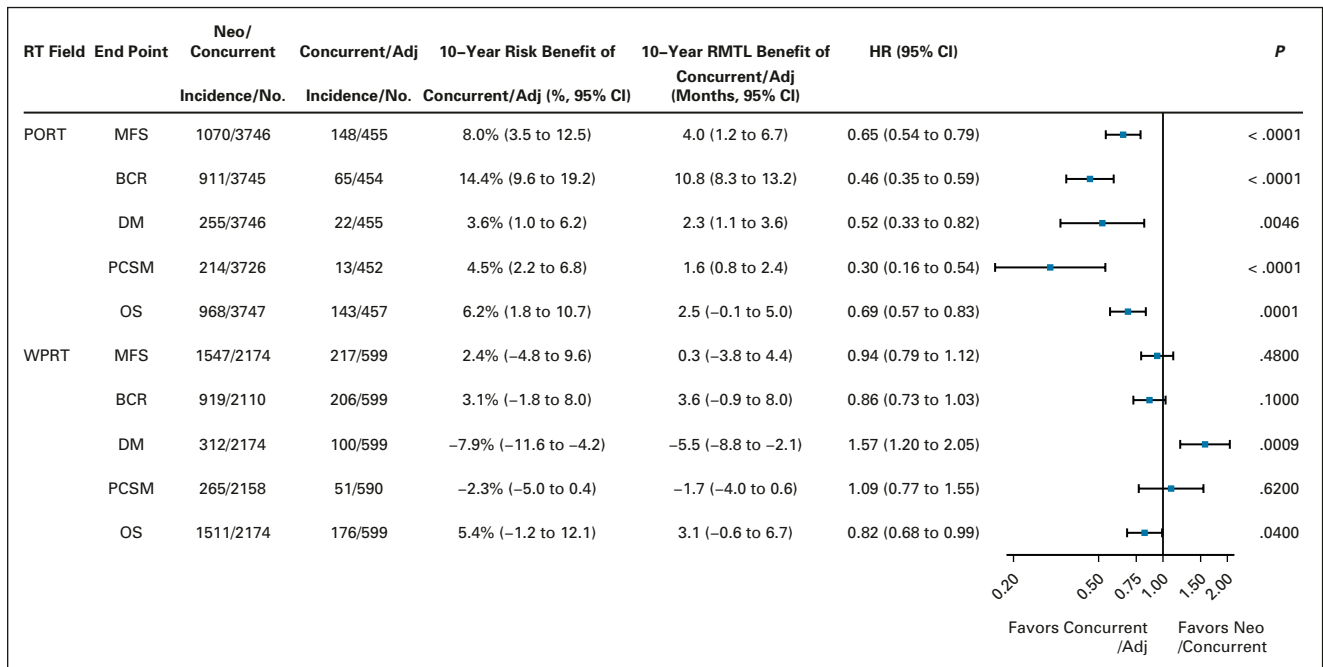 Neo/
RT Field End Point Concurrent Concurrent/Adj 10−Year Risk Benefit of 10−Year RMTL Benefit of HR (95% CI) P
Concurrent/Adj
Incidence/No. Incidence/No. Concurrent/Adj (%, 95% CI) (Months, 95% CI)
PORT MFS 1070/3746 148/455 8.0% (3.5 to 12.5) 4.0 (1.2 to 6.7) 0.65 (0.54 to 0.79) < .0001
BCR 911/3745 65/454 14.4% (9.6 to 19.2) 10.8 (8.3 to 13.2) 0.46 (0.35 to 0.59) < .0001
DM 255/3746 22/455 3.6% (1.0 to 6.2) 2.3 (1.1 to 3.6) 0.52 (0.33 to 0.82) .0046
PCSM 214/3726 13/452 4.5% (2.2 to 6.8) 1.6 (0.8 to 2.4) 0.30 (0.16 to 0.54) < .0001
OS 968/3747 143/457 6.2% (1.8 to 10.7) 2.5 (−0.1 to 5.0) 0.69 (0.57 to 0.83) .0001
WPRT MFS 1547/2174 217/599 2.4% (−4.8 to 9.6) 0.3 (−3.8 to 4.4) 0.94 (0.79 to 1.12) .4800
BCR 919/2110 206/599 3.1% (−1.8 to 8.0) 3.6 (−0.9 to 8.0) 0.86 (0.73 to 1.03) .1000
DM 312/2174 100/599 −7.9% (−11.6 to −4.2) −5.5 (−8.8 to −2.1) 1.57 (1.20 to 2.05) .0009
PCSM 265/2158 51/590 −2.3% (−5.0 to 0.4) −1.7 (−4.0 to 0.6) 1.09 (0.77 to 1.55) .6200
OS 1511/2174 176/599 5.4% (−1.2 to 12.1) 3.1 (−0.6 to 6.7) 0.82 (0.68 to 0.99) .0400
0.20 0.50 0.75 1.00 1.50 2.00
Favors Concurrent Favors Neo
/Adj /Concurrent